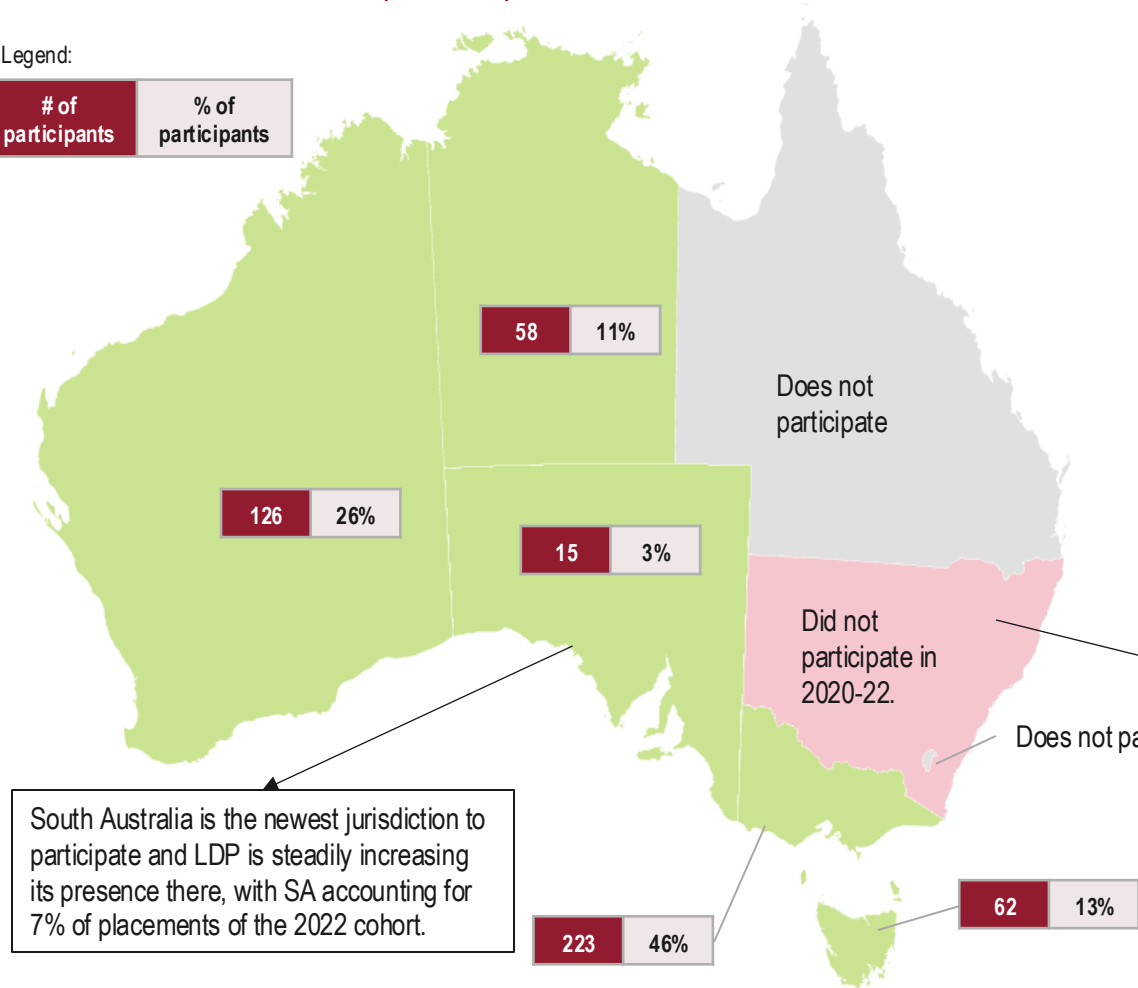 Legend:
# of
participants
% of
participants
58 11%
Does not
participate
126 26%
15 3%
Did not
participate in
2020-22.
Does not
South Australia is the newest jurisdiction to
participate and LDP is steadily increasing
its presence there, with SA accounting for
7% of placements of the 2022 cohort.
62 13%
223 46%